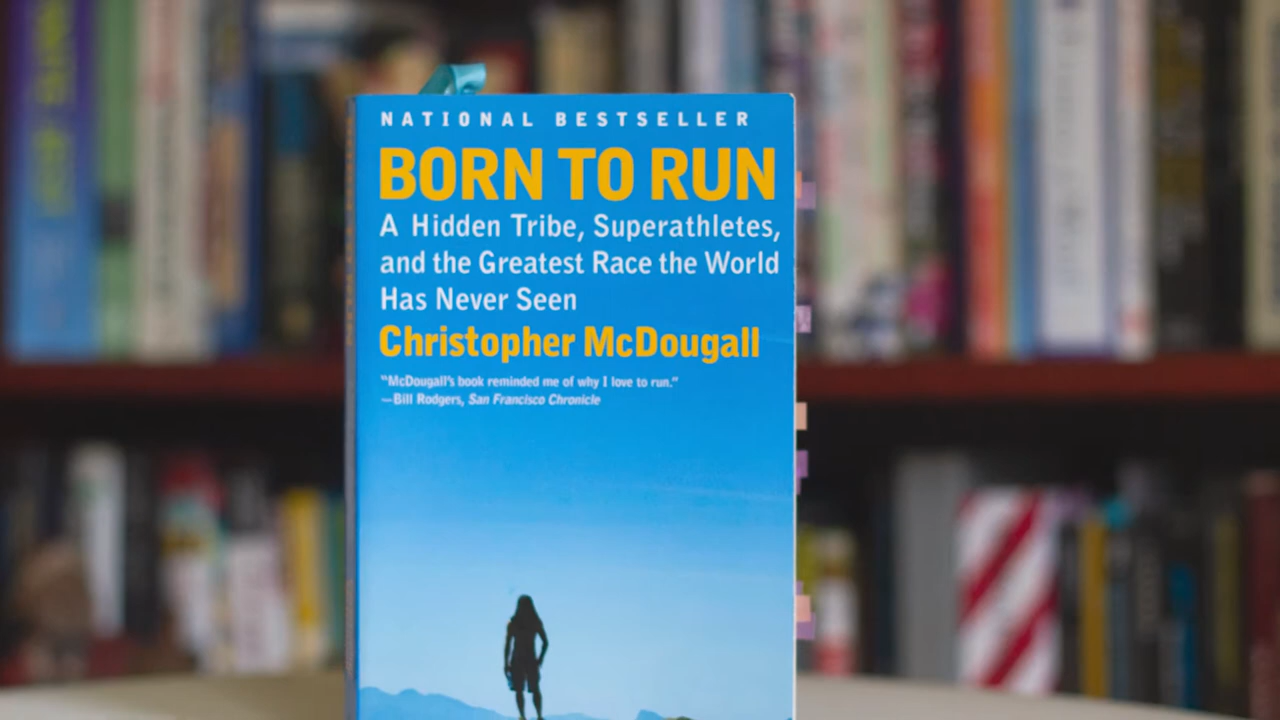 NATIONAL BESTSELLER
BORN TO RUN
A Hidden Tribe, Superathletes,
and the Greatest Race the World
Has Never Seen
Christopher McDougall
"McDougall's book reminded me of why I love to run."
—Bill Rodgers, San Francisco Chronicle